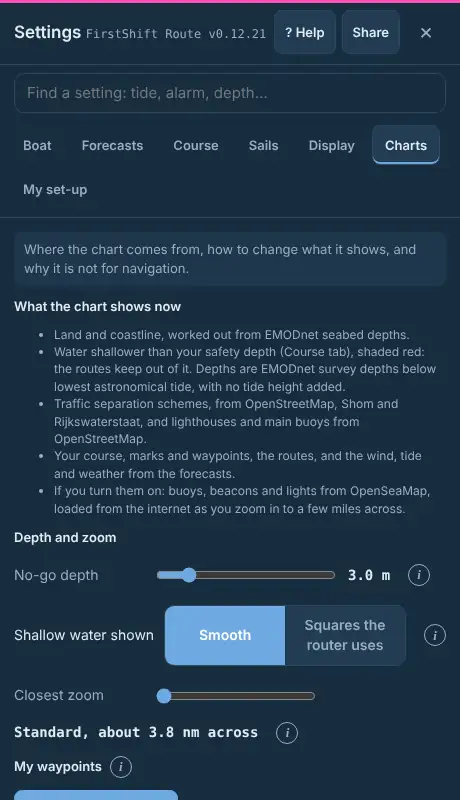 Settings FirstShift Route v0.12.21 ? Help Share ×
Find a setting: tide, alarm, depth...
Boat Forecasts Course Sails Display Charts
My set-up
Where the chart comes from, how to change what it shows, and
why it is not for navigation.
What the chart shows now
• Land and coastline, worked out from EMODnet seabed depths.
• Water shallower than your safety depth (Course tab), shaded red:
the routes keep out of it. Depths are EMODnet survey depths below
lowest astronomical tide, with no tide height added.
• Traffic separation schemes, from OpenStreetMap, Shom and
Rijkswaterstaat, and lighthouses and main buoys from
OpenStreetMap.
• Your course, marks and waypoints, the routes, and the wind, tide
and weather from the forecasts.
• If you turn them on: buoys, beacons and lights from OpenSeaMap,
loaded from the internet as you zoom in to a few miles across.
Depth and zoom
No-go depth 3.0 m i
Shallow water shown Smooth Squares the
router uses i
Closest zoom
Standard, about 3.8 nm across i
My waypoints i